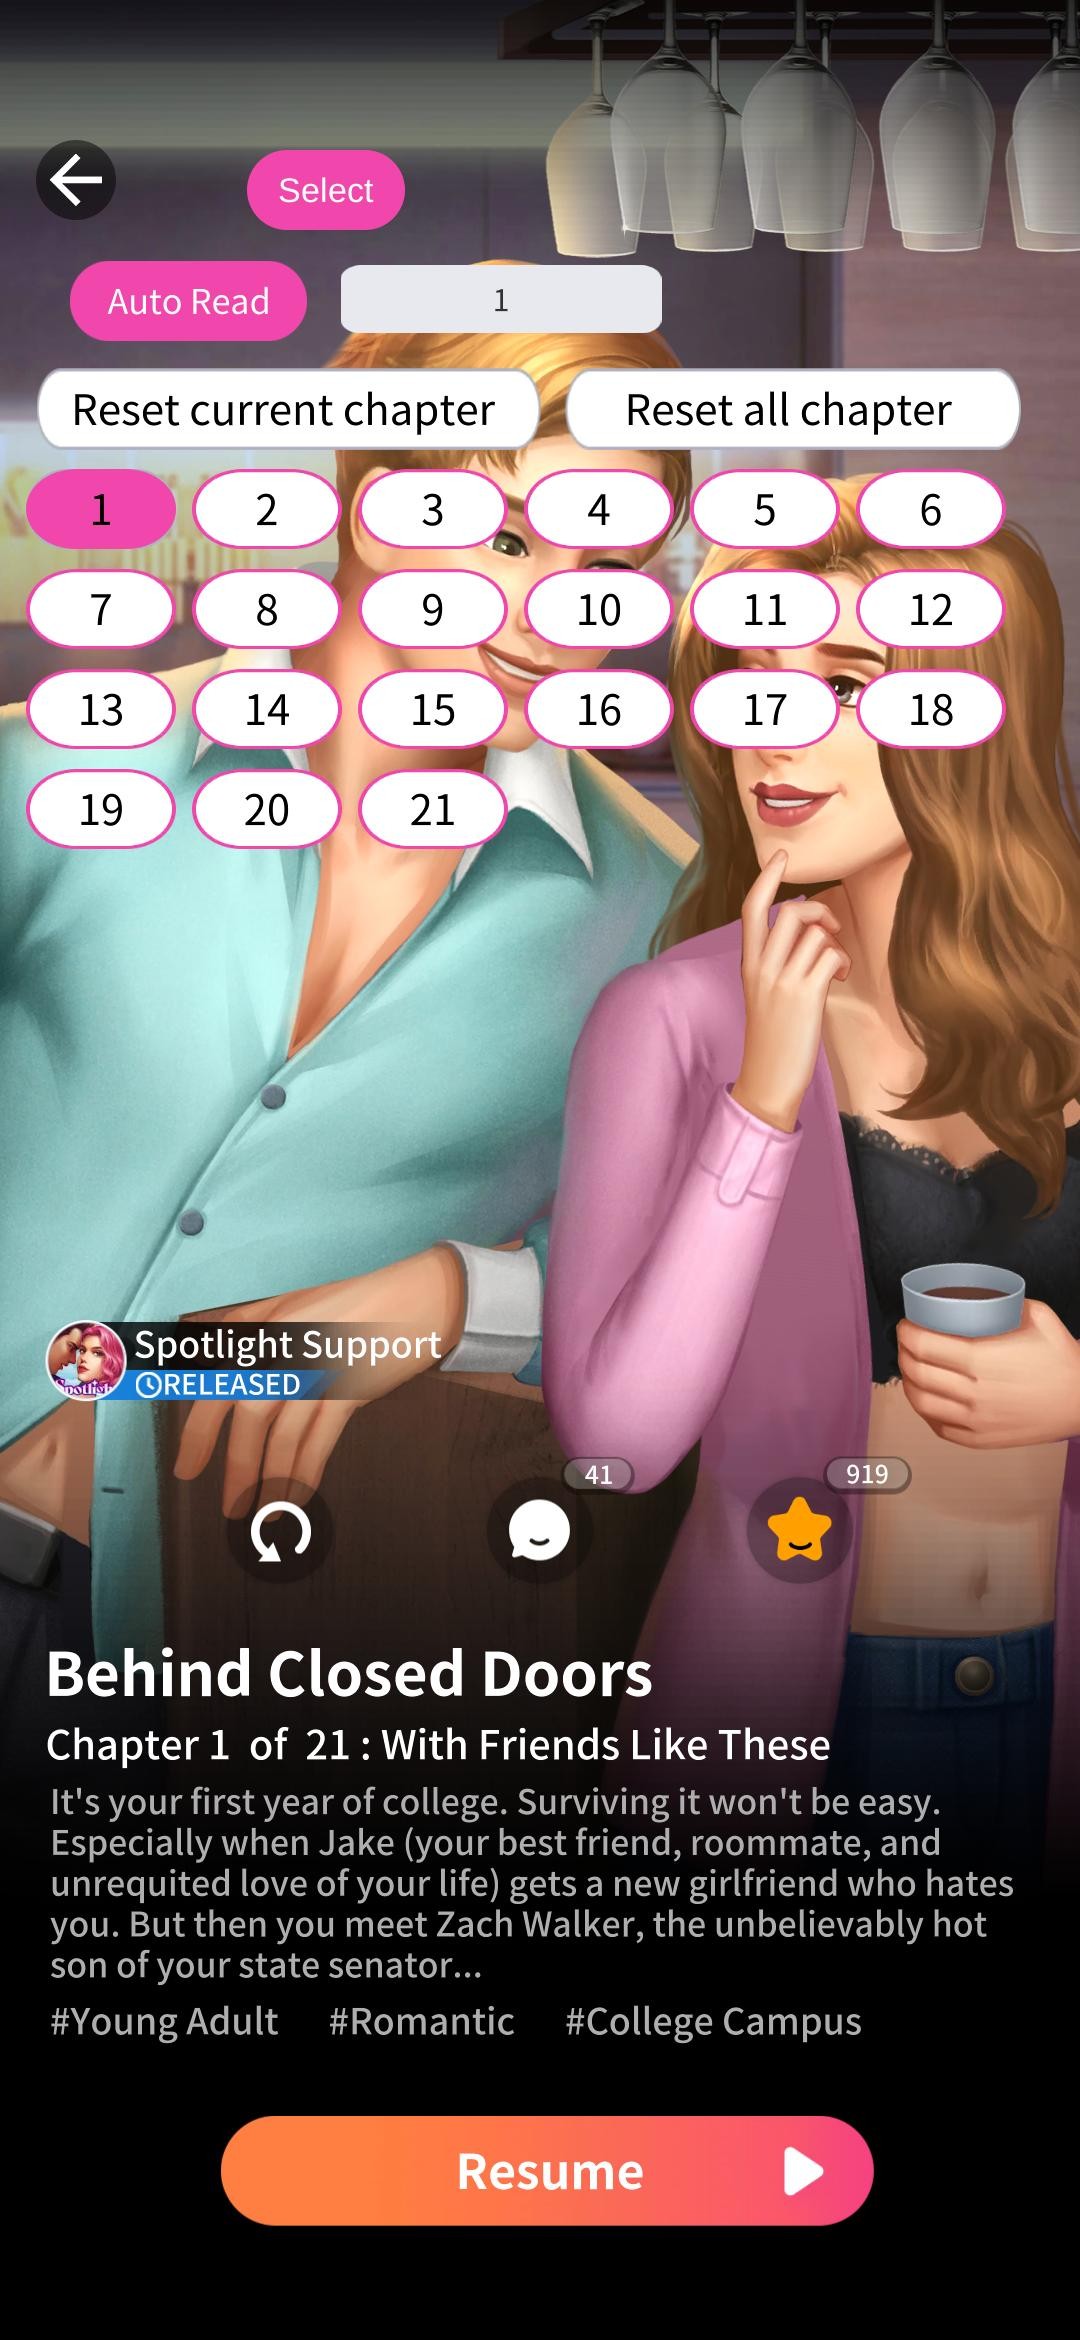 Select
Auto Read
1
Reset current chapter
Reset all chapter
1 2 3 4 5 6
7 8 9 10 11 12
13 14 15 16 17 18
19 20 21
Spotlight Support
RELEASED
41
919
Behind Closed Doors
Chapter 1 of 21 : With Friends Like These
It's your first year of college. Surviving it won't be easy.
Especially when Jake (your best friend, roommate, and
unrequited love of your life) gets a new girlfriend who hates
you. But then you meet Zach Walker, the unbelievably hot
son of your state senator...
#Young Adult #Romantic #College Campus
Resume